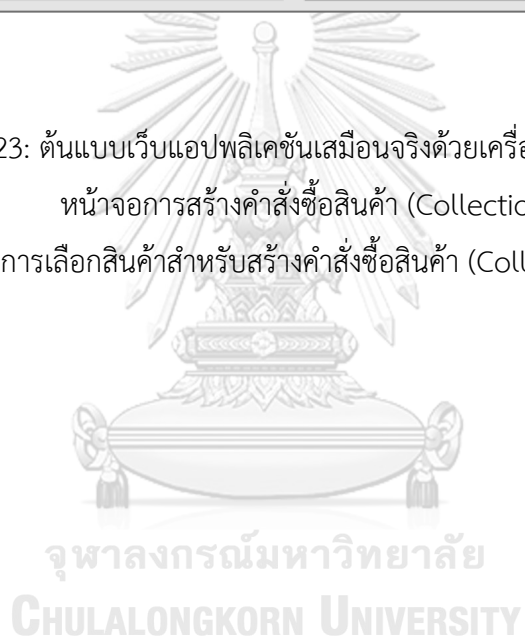 23: ต้นแบบเว็บแอปพลิเคชันเสมือนจริงด้วยเครื่อ
หน้าจอการสร้างคำสั่งซื้อสินค้า (Collectio
การเลือกสินค้าสำหรับสร้างคำสั่งซื้อสินค้า (Coll
จุฬาลงกรณ์มหาวิทยาลัย
CHULALONGKORN UNIVERSITY